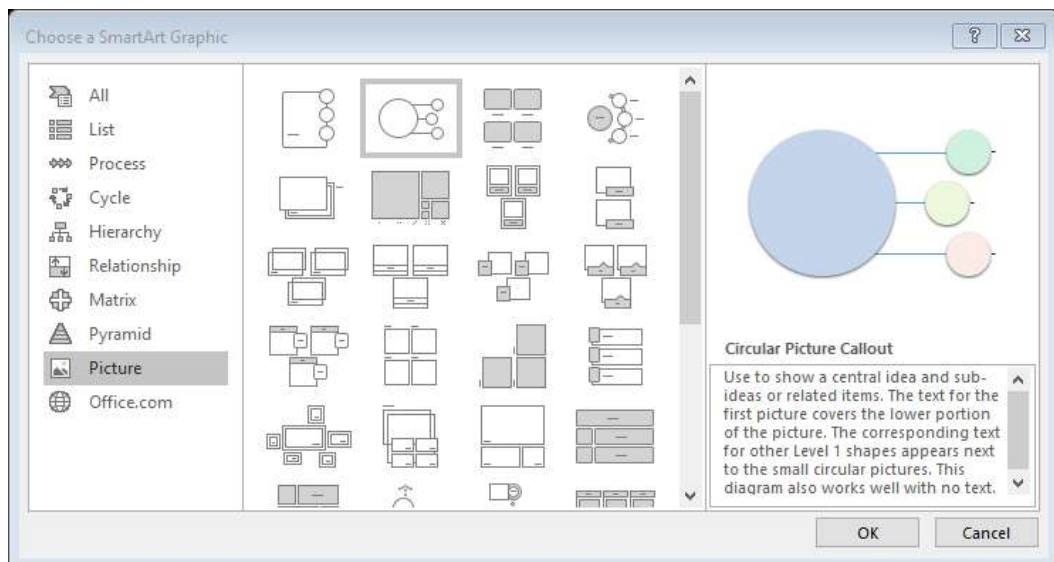 Choose a SmartArt Graphic
All
List
Process
Cycle
Hierarchy
Relationship
Matrix
Pyramid
Picture
Office.com
Circular Picture Callout
Use to show a central idea and sub-
ideas or related items. The text for the
first picture covers the lower portion
of the picture. The corresponding text
for other Level 1 shapes appears next
to the small circular pictures. This
diagram also works well with no text.
OK
Cancel